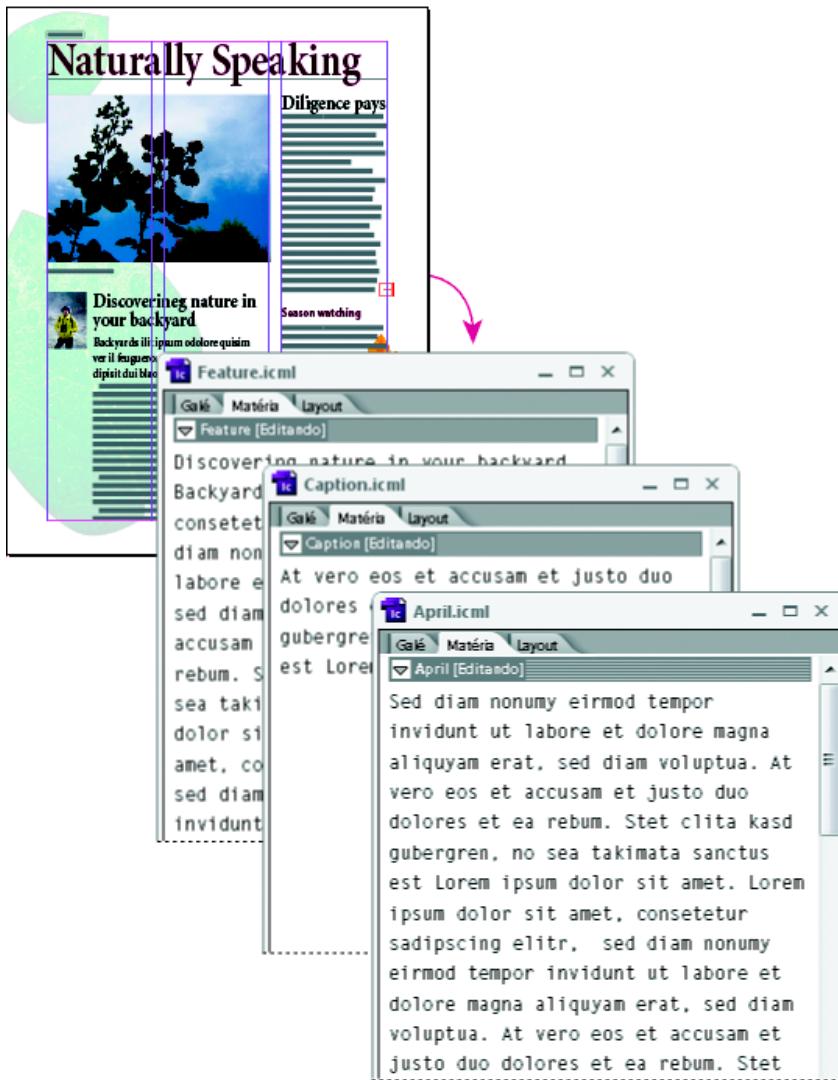 Naturally Speaking
Diligence pays
Season watching
Discovering nature in
your backyard
Backyards ilit ipsum odolore quisim
ver il feuguero
dipisit dui blao
Ic Feature.icml
Galé Matéria Layout
Feature [Editando]
Discovering nature in your backyard
Backyard
consetet
diam non
labore e
sed diam
accusam
rebum. S
sea taki
dolor si
amet, co
sed diam
invidunt
Ic Caption.icml
Galé Matéria Layout
Caption [Editando]
At vero eos et accusam et justo duo
dolores
gubergre
est Lore
Ic April.icml
Galé Matéria Layout
April [Editando]
Sed diam nonumy eirmod tempor
invidunt ut labore et dolore magna
aliquyam erat, sed diam voluptua. At
vero eos et accusam et justo duo
dolores et ea rebum. Stet clita kasd
gubergren, no sea takimata sanctus
est Lorem ipsum dolor sit amet. Lorem
ipsum dolor sit amet, consetetur
sadipscing elitr, sed diam nonumy
eirmod tempor invidunt ut labore et
dolore magna aliquyam erat, sed diam
voluptua. At vero eos et accusam et
justo duo dolores et ea rebum. Stet